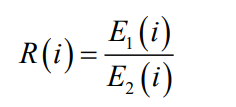 R(i) = E₁(i) / E₂(i)